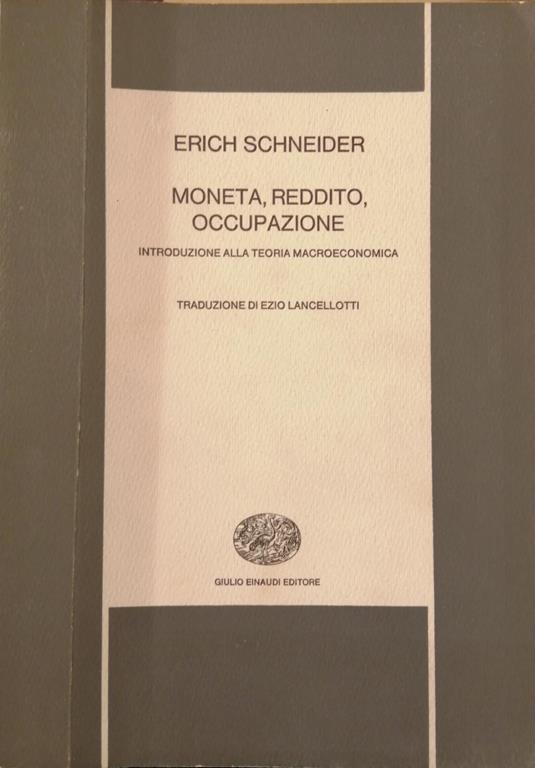 ERICH SCHNEIDER
MONETA, REDDITO,
OCCUPAZIONE
INTRODUZIONE ALLA TEORIA MACROECONOMICA
TRADUZIONE DI EZIO LANCELLOTTI
GIULIO EINAUDI EDITORE